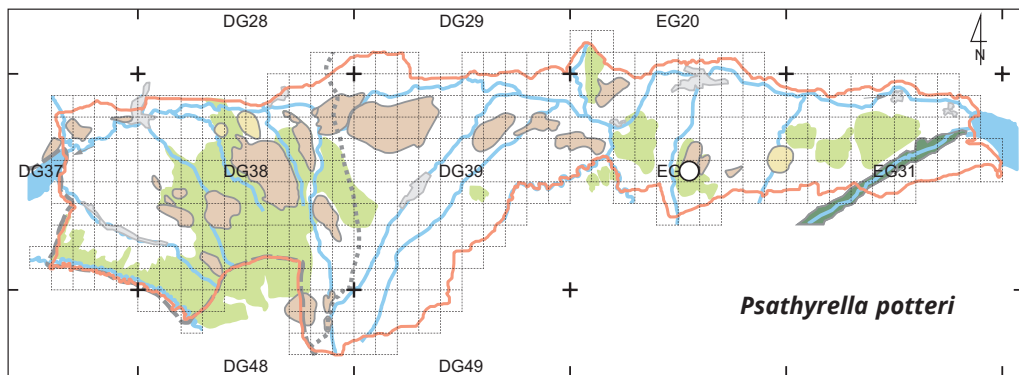 DG28 DG29 EG20
N
DG37 DG38 DG39 EG EG31
Psathyrella potteri
DG48 DG49